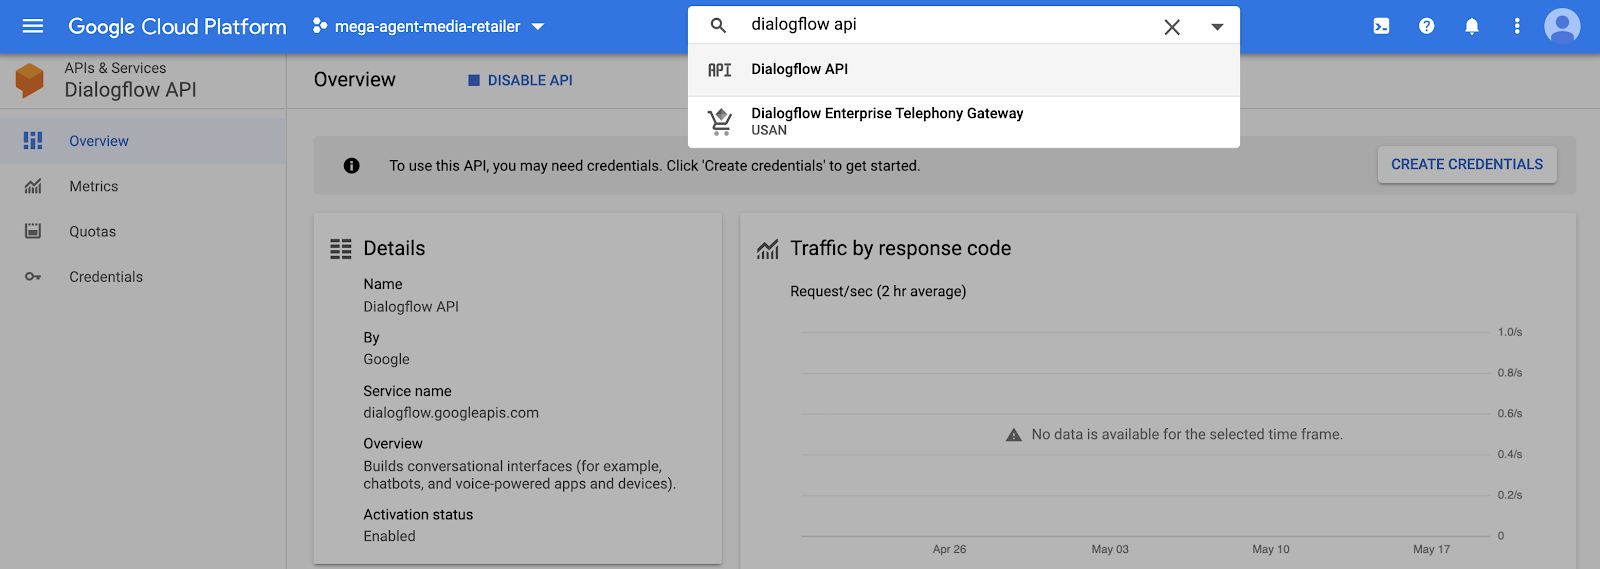 Google Cloud Platform
mega-agent-media-retailer
dialogflow api
API Dialogflow API
Dialogflow Enterprise Telephony Gateway
USAN
APIs & Services
Dialogflow API
Overview
Metrics
Quotas
Credentials
Overview
DISABLE API
To use this API, you may need credentials. Click 'Create credentials' to get started.
CREATE CREDENTIALS
Details
Name
Dialogflow API
By
Google
Service name
dialogflow.googleapis.com
Overview
Builds conversational interfaces (for example,
chatbots, and voice-powered apps and devices).
Activation status
Enabled
Traffic by response code
Request/sec (2 hr average)
1.0/s
0.8/s
0.6/s
No data is available for the selected time frame.
0.4/s
0.2/s
0
Apr 26 May 03 May 10 May 17